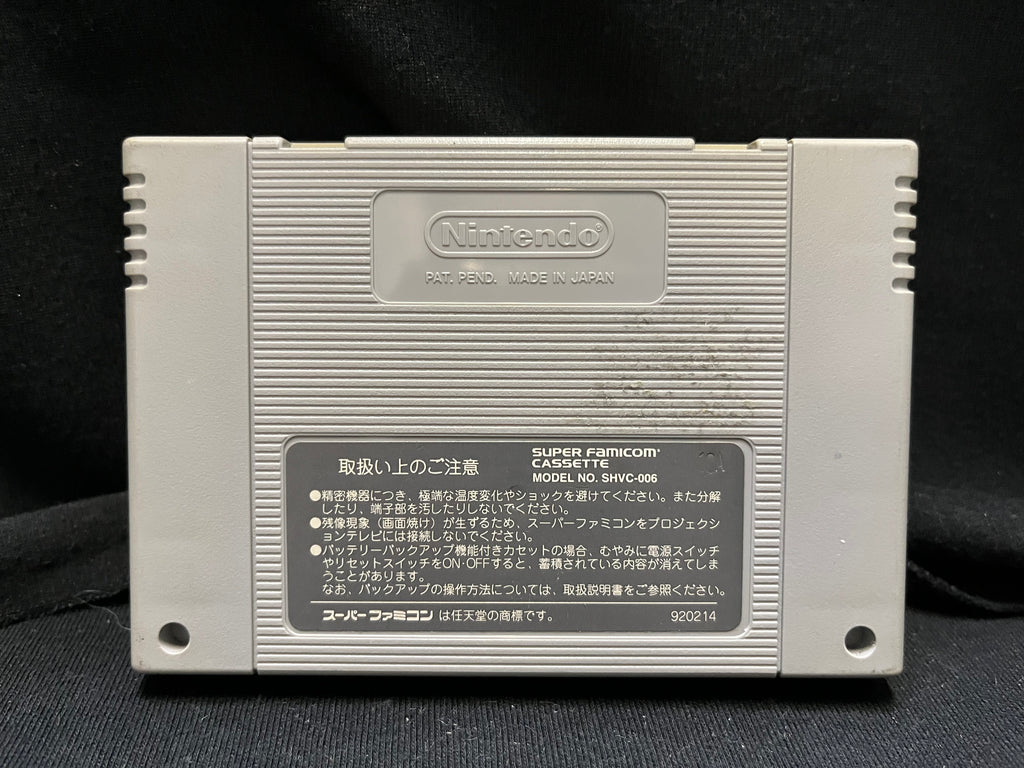 Nintendo®
PAT. PEND. MADE IN JAPAN
取扱い上のご注意
SUPER FAMICOM®
CASSETTE
MODEL NO. SHVC-006
●精密機器につき、極端な温度変化やショックを避けてください。また分解
したり、端子部を汚したりしないでください。
●残像現象（画面焼け）が生ずるため、スーパーファミコンをプロジェクシ
ョンテレビには接続しないでください。
●バッテリーバックアップ機能付きカセットの場合、むやみに電源スイッチ
やリセットスイッチをON·OFFすると、蓄積されている内容が消えてしま
うことがあります。
なお、バックアップの操作方法については、取扱説明書をご参照ください。
スーパーファミコン は任天堂の商標です。
920214